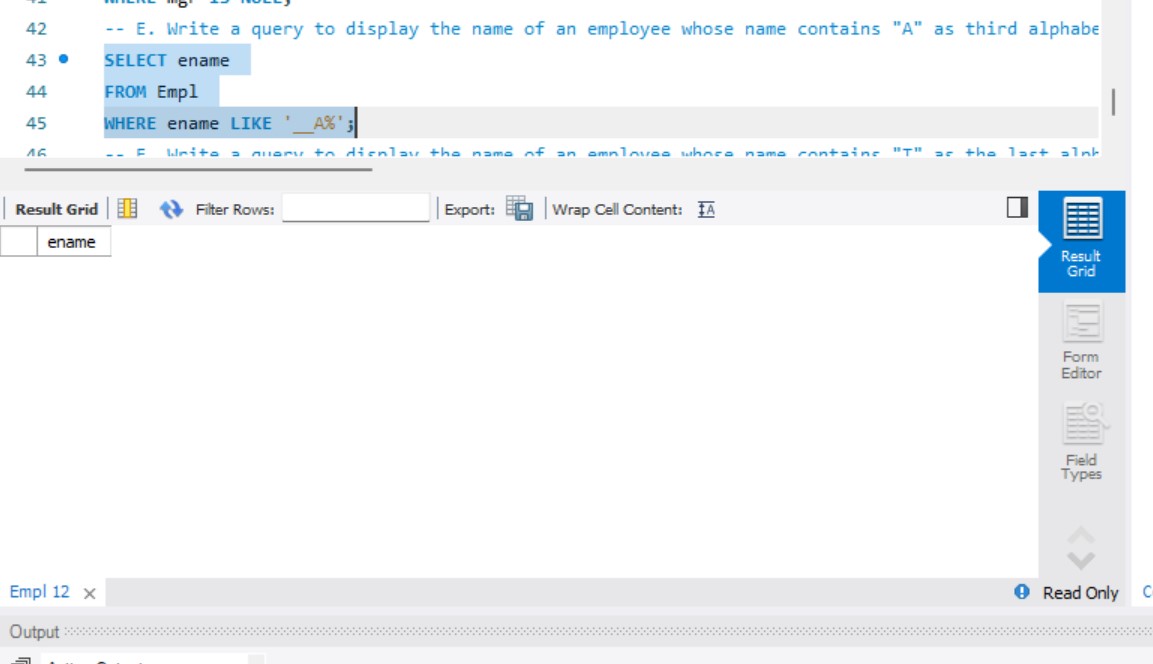 41 WHERE mgr IS NULL;
42 -- E. Write a query to display the name of an employee whose name contains "A" as third alphabe
43 SELECT ename
44 FROM Empl
45 WHERE ename LIKE '__A%';
46 -- F. Write a query to display the name of an employee whose name contains "T" as the last alph
Result Grid Filter Rows: Export: Wrap Cell Content: IA
ename
Result
Grid
Form
Editor
Field
Types
Empl 12 Read Only
Output